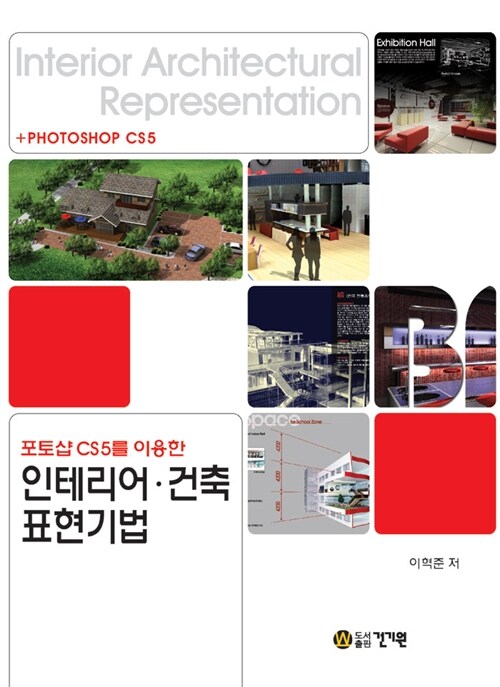 Interior Architectural
Representation
+PHOTOSHOP CS5
Exhibition Hall
space
포토샵 CS5를 이용한
인테리어·건축
표현기법
이혁준 저
W 도서
출판 건기원